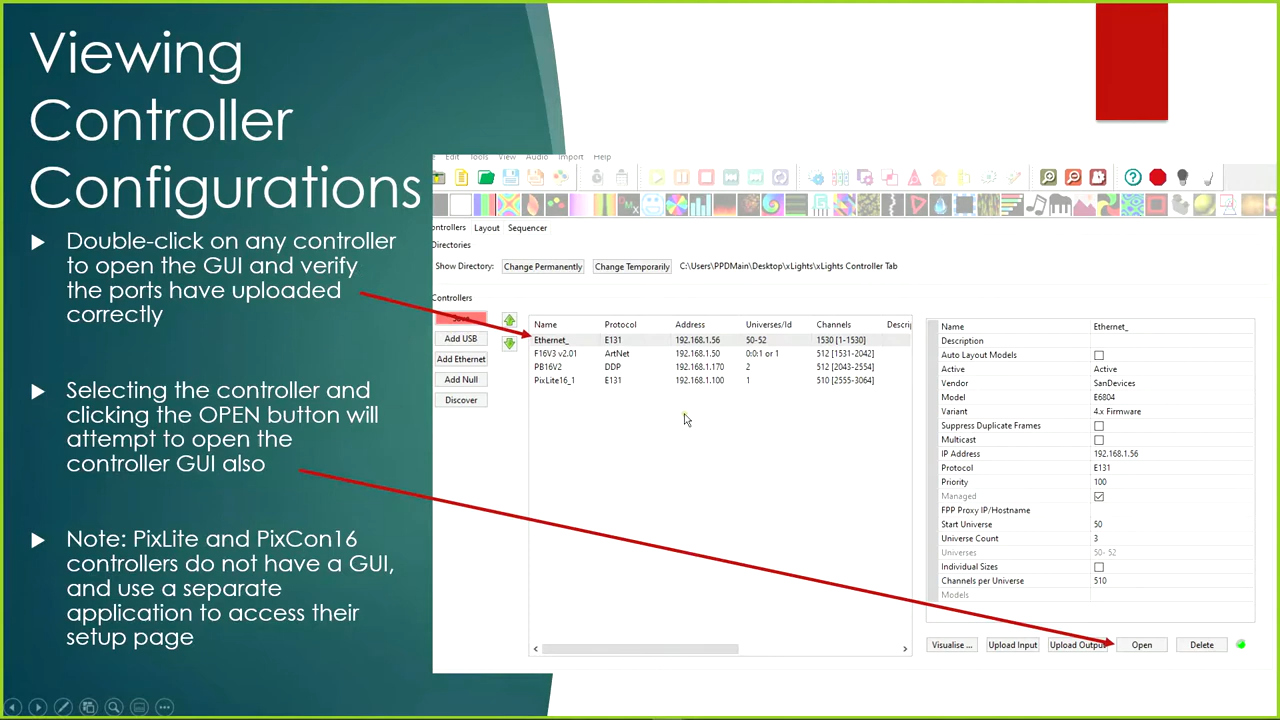 Viewing
Controller
Configurations
Double-click on any controller
to open the GUI and verify
the ports have uploaded
correctly
Selecting the controller and
clicking the OPEN button will
attempt to open the
controller GUI also
Note: PixLite and PixCon16
controllers do not have a GUI,
and use a separate
application to access their
setup page
Edit Tools View Audio Import Help
ntrollers Layout Sequencer
Directories
Show Directory: Change Permanently Change Temporarily C:\Users\PPDMain\Desktop\xLights\xLights Controller Tab
Controllers
Save
Add USB
Add Ethernet
Add Null
Discover
Name Protocol Address Universes/Id Channels Descri
Ethernet_ E131 192.168.1.56 50-52 1530 [1-1530]
F16V3 v2.01 ArtNet 192.168.1.50 0:0:1 or 1 512 [1531-2042]
PB16V2 DDP 192.168.1.170 2 512 [2043-2554]
PixLite16_1 E131 192.168.1.100 1 510 [2555-3064]
Name Ethernet_
Description
Auto Layout Models
Active Active
Vendor SanDevices
Model E6804
Variant 4.x Firmware
Suppress Duplicate Frames
Multicast
IP Address 192.168.1.56
Protocol E131
Priority 100
Managed
FPP Proxy IP/Hostname
Start Universe 50
Universe Count 3
Universes 50- 52
Individual Sizes
Channels per Universe 510
Models
Visualise ... Upload Input Upload Output Open Delete